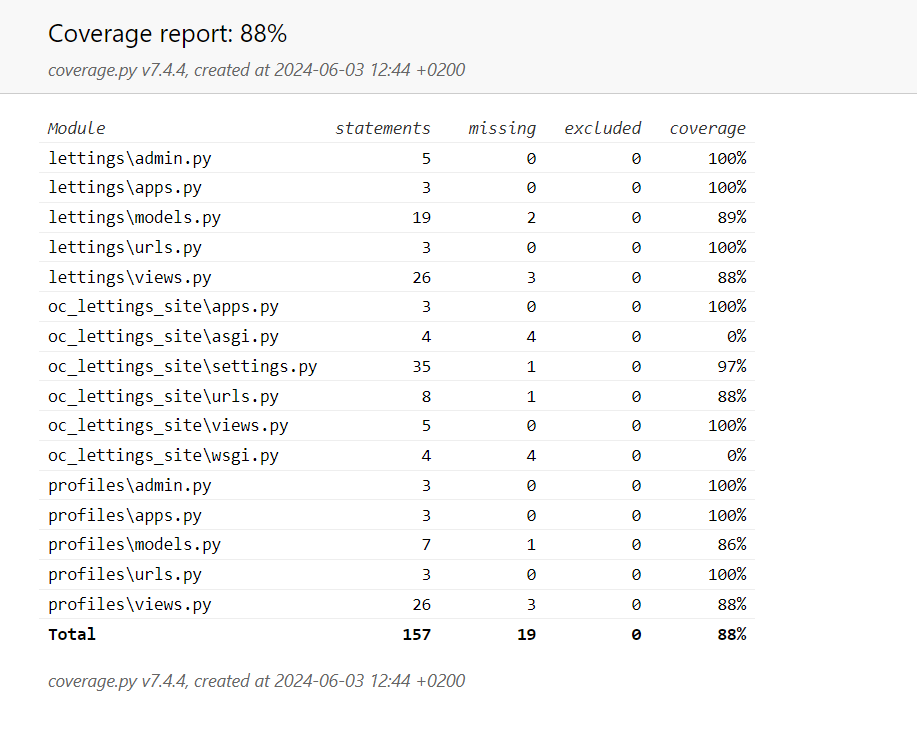 Coverage report: 88%
coverage.py v7.4.4, created at 2024-06-03 12:44 +0200
Module statements missing excluded coverage
lettings\admin.py 5 0 0 100%
lettings\apps.py 3 0 0 100%
lettings\models.py 19 2 0 89%
lettings\urls.py 3 0 0 100%
lettings\views.py 26 3 0 88%
oc_lettings_site\apps.py 3 0 0 100%
oc_lettings_site\asgi.py 4 4 0 0%
oc_lettings_site\settings.py 35 1 0 97%
oc_lettings_site\urls.py 8 1 0 88%
oc_lettings_site\views.py 5 0 0 100%
oc_lettings_site\wsgi.py 4 4 0 0%
profiles\admin.py 3 0 0 100%
profiles\apps.py 3 0 0 100%
profiles\models.py 7 1 0 86%
profiles\urls.py 3 0 0 100%
profiles\views.py 26 3 0 88%
Total 157 19 0 88%
coverage.py v7.4.4, created at 2024-06-03 12:44 +0200